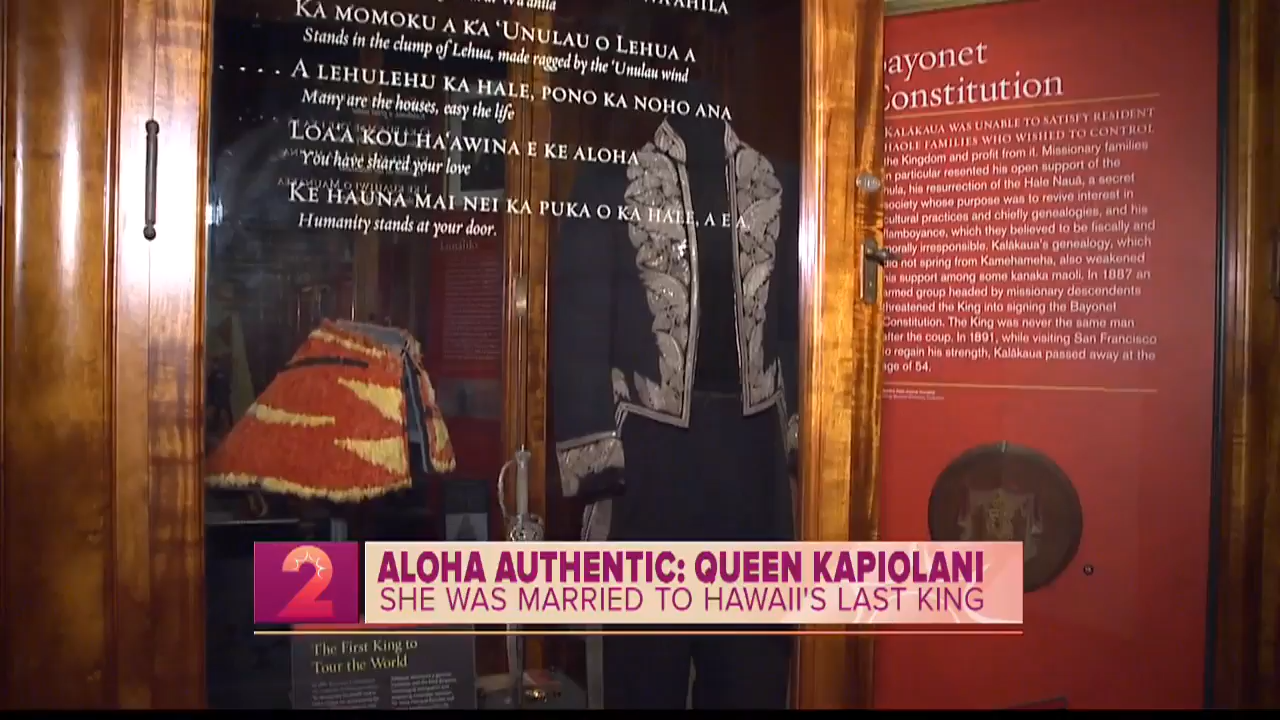 WAAHILA
KA MOMOKU A KA ʻUNULAU O LEHUA A
Stands in the clump of Lehua, made ragged by the ʻUnulau wind
A LEHULEHU KA HALE, PONO KA NOHO ANA
Many are the houses, easy the life
LOAʻA KOU HAʻAWINA E KE ALOHA
You have shared your love
KE HAUNA MAI NEI KA PUKA O KA HALE, A E A
Humanity stands at your door.
ayonet
Constitution
KALĀKAUA WAS UNABLE TO SATISFY RESIDENT
HAOLE FAMILIES WHO WISHED TO CONTROL
the Kingdom and profit from it. Missionary families
n particular resented his open support of the
hula, his resurrection of the Hale Nauā, a secret
society whose purpose was to revive interest in
cultural practices and chiefly genealogies, and his
flamboyance, which they believed to be fiscally and
morally irresponsible. Kalākaua's genealogy, which
did not spring from Kamehameha, also weakened
his support among some kanaka maoli. In 1887 an
armed group headed by missionary descendents
threatened the King into signing the Bayonet
Constitution. The King was never the same man
after the coup. In 1891, while visiting San Francisco
to regain his strength, Kalākaua passed away at the
age of 54.
2
ALOHA AUTHENTIC: QUEEN KAPIOLANI
SHE WAS MARRIED TO HAWAII'S LAST KING
The First King to
Tour the World